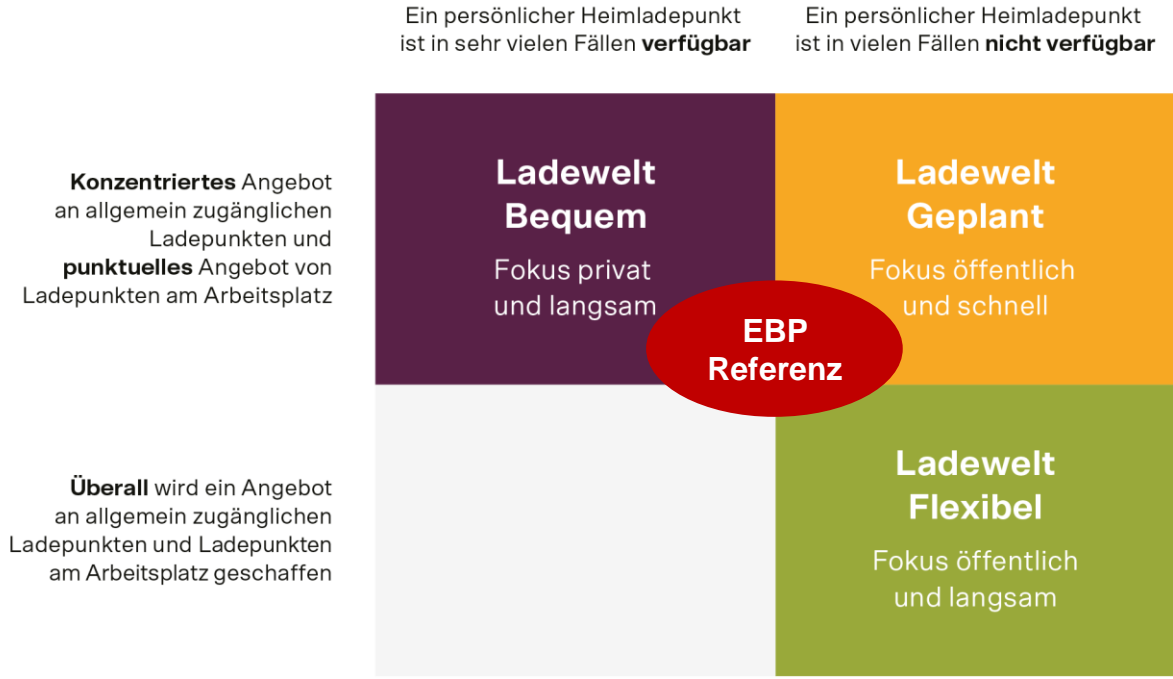 Ein persönlicher Heimladepunkt
ist in sehr vielen Fällen verfügbar
Ein persönlicher Heimladepunkt
ist in vielen Fällen nicht verfügbar
Konzentriertes Angebot
an allgemein zugänglichen
Ladepunkten und
punktuelles Angebot von
Ladepunkten am Arbeitsplatz
Ladewelt
Bequem
Fokus privat
und langsam
Ladewelt
Geplant
Fokus öffentlich
und schnell
EBP
Referenz
Überall wird ein Angebot
an allgemein zugänglichen
Ladepunkten und Ladepunkten
am Arbeitsplatz geschaffen
Ladewelt
Flexibel
Fokus öffentlich
und langsam